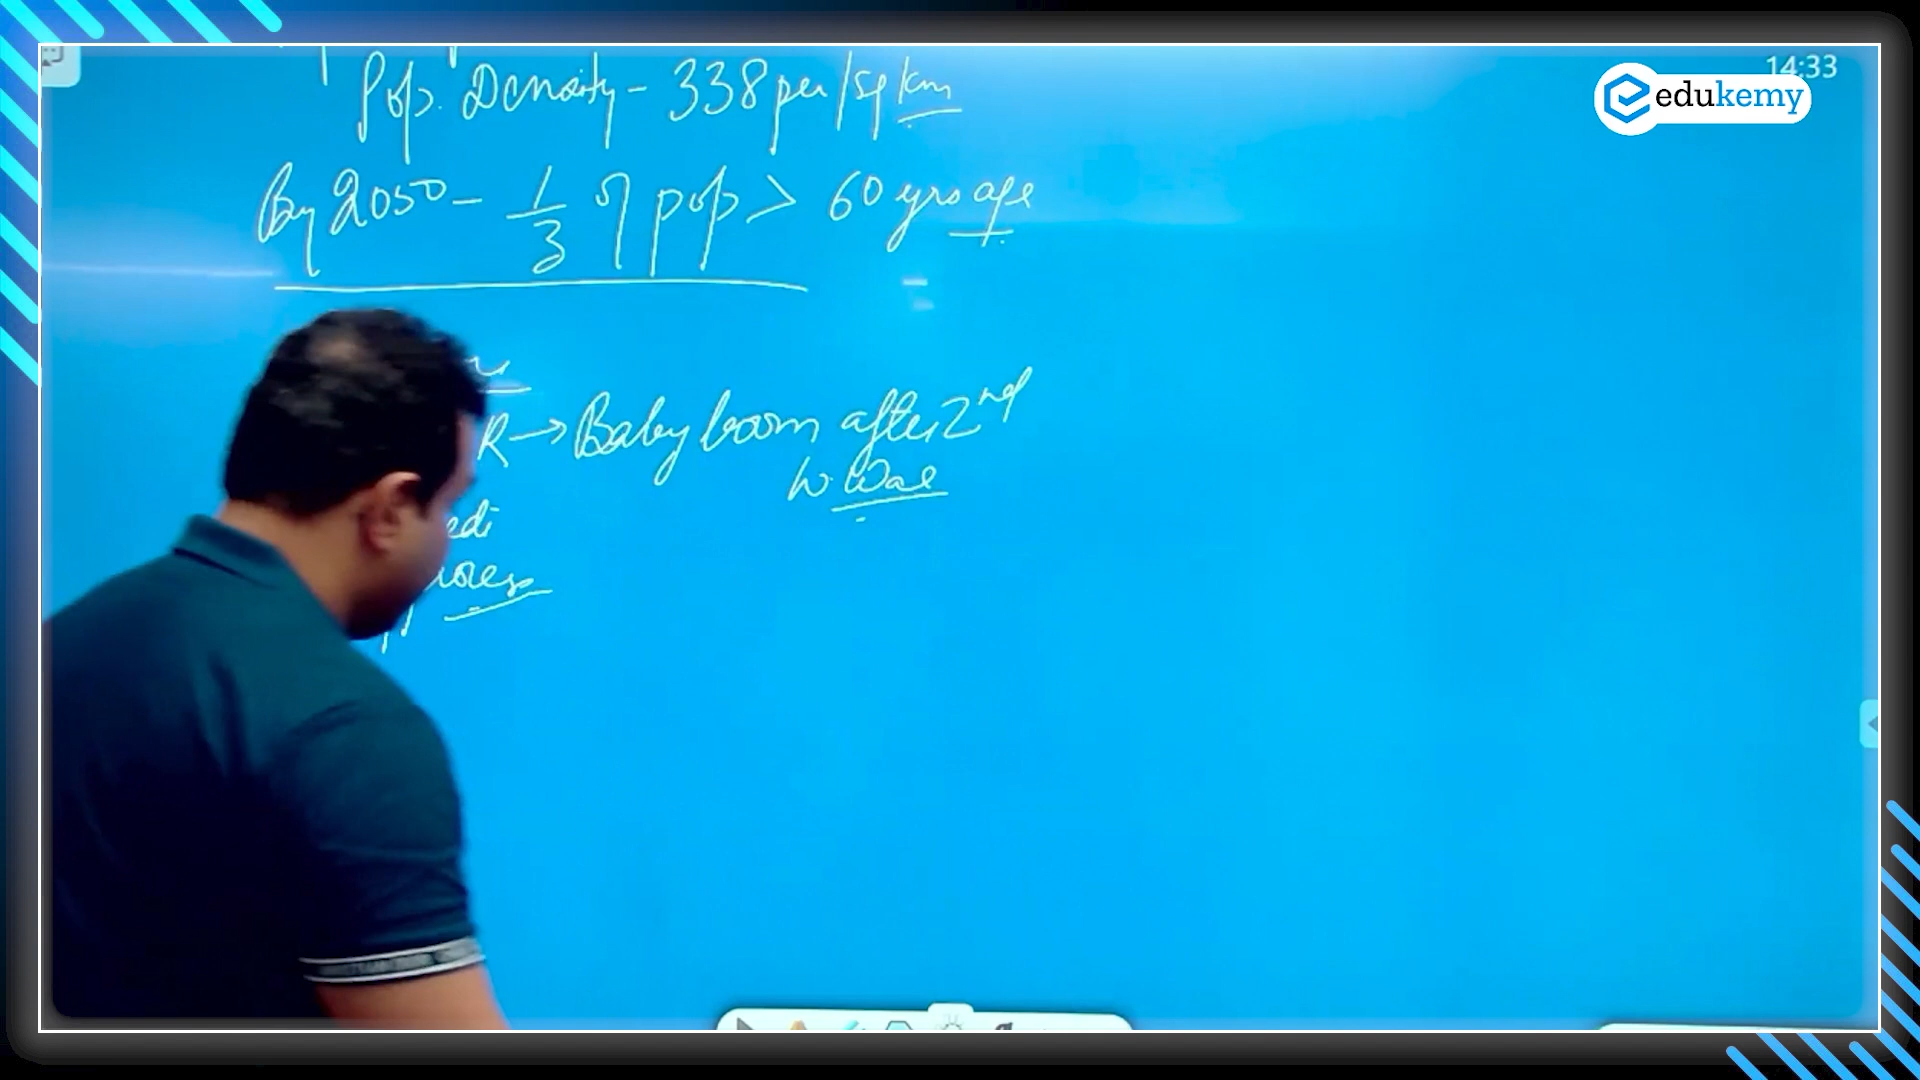 14:33
edukemy
Pop. Density - 338 per/sq km
By 2050 - 1/3 of pop > 60 yrs age
R → Baby boom after 2nd
W. War
edi